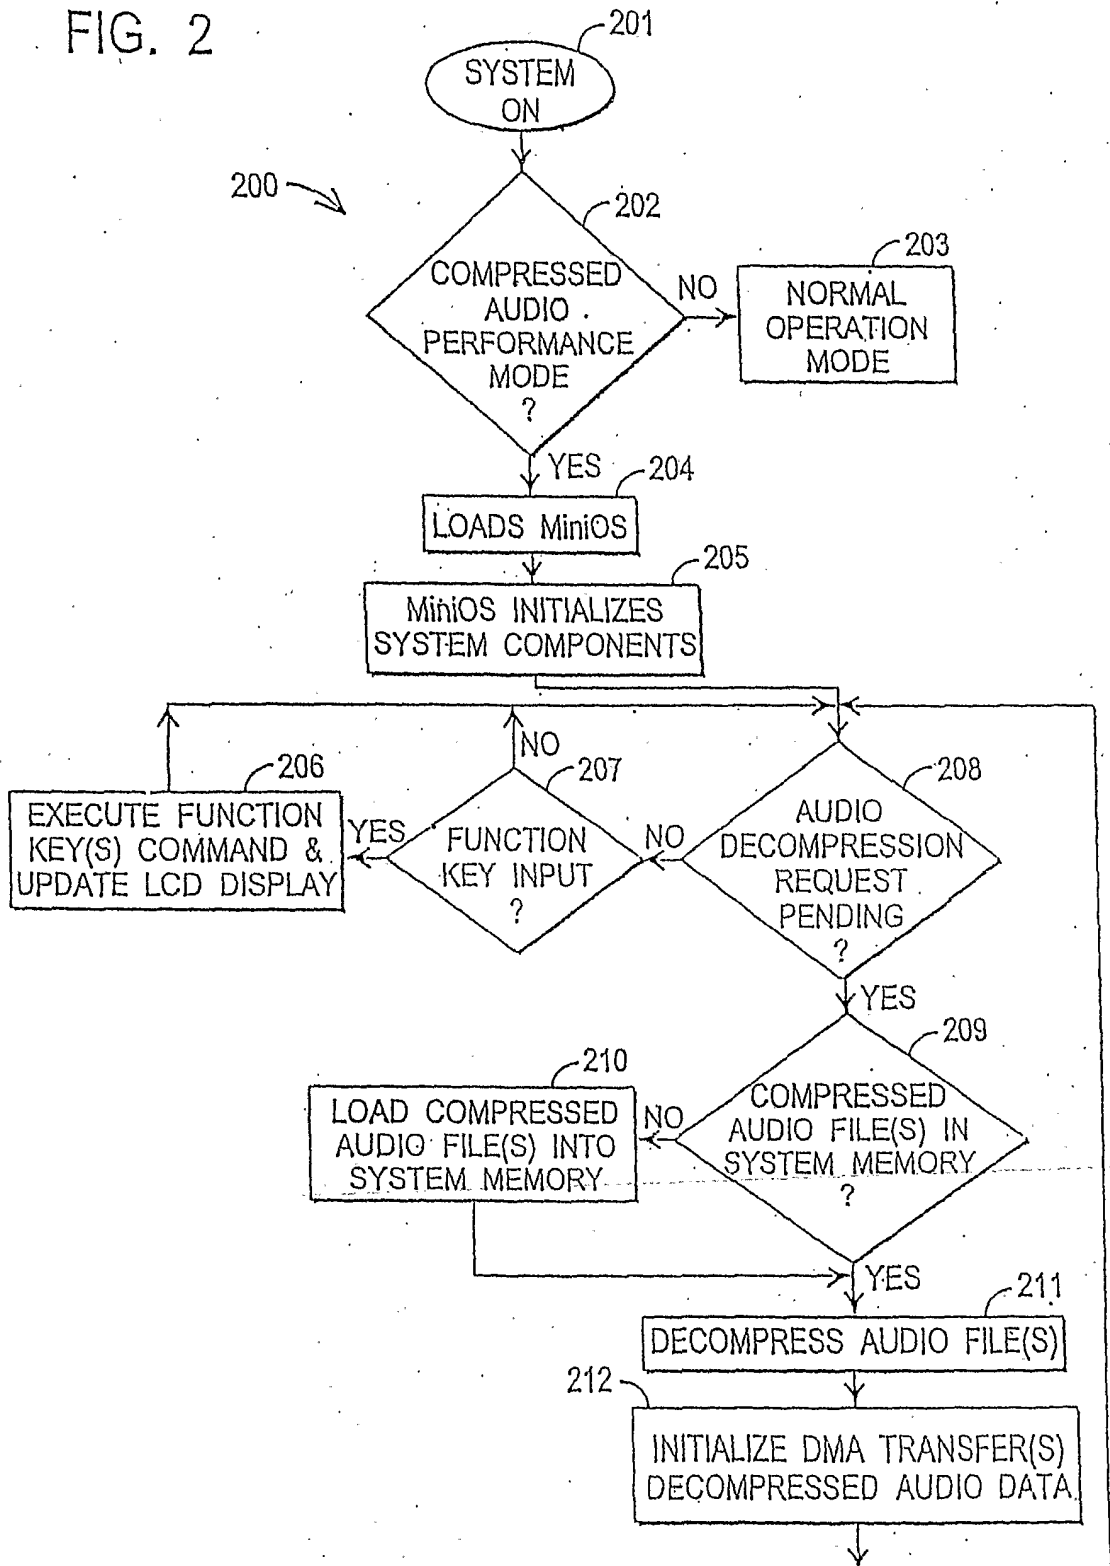 FIG. 2
201
SYSTEM
ON
200
202
COMPRESSED
AUDIO
PERFORMANCE
MODE
?
NO
203
NORMAL
OPERATION
MODE
YES
204
LOADS MiniOS
205
MiniOS INITIALIZES
SYSTEM COMPONENTS
206
EXECUTE FUNCTION
KEY(S) COMMAND &
UPDATE LCD DISPLAY
YES
NO
207
FUNCTION
KEY INPUT
?
NO
208
AUDIO
DECOMPRESSION
REQUEST
PENDING
?
YES
209
COMPRESSED
AUDIO FILE(S) IN
SYSTEM MEMORY
?
NO
210
LOAD COMPRESSED
AUDIO FILE(S) INTO
SYSTEM MEMORY
YES
211
DECOMPRESS AUDIO FILE(S)
212
INITIALIZE DMA TRANSFER(S)
DECOMPRESSED AUDIO DATA